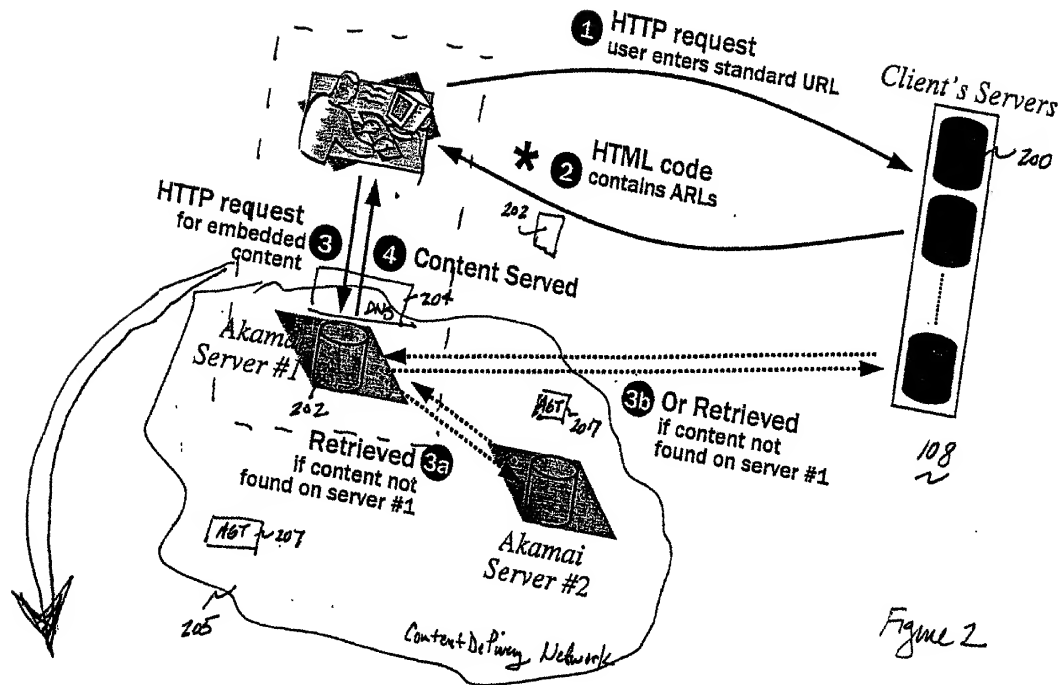 1 HTTP request
user enters standard URL
Client's Servers
200
* 2 HTML code
contains ARLs
202
HTTP request
for embedded
content
3
4 Content Served
DNS
204
Akamai
Server #1
202
3b Or Retrieved
if content not
found on server #1
108
AGT 207
Retrieved 3a
if content not
found on server #1
AGT 207
Akamai
Server #2
205
Content Delivery Network
Figure 2